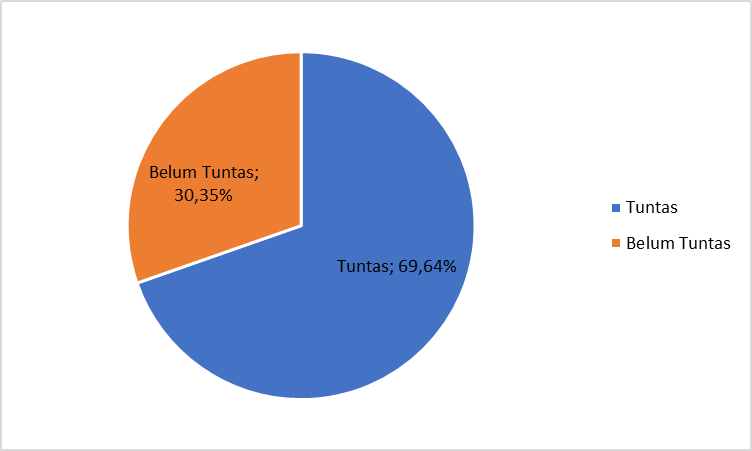 Belum Tuntas;
30,35%
Tuntas; 69,64%
Tuntas
Belum Tuntas